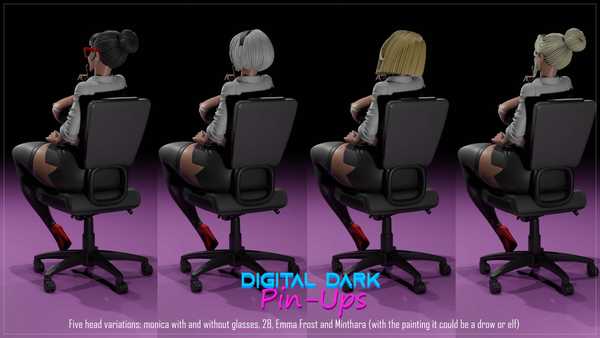 DIGITAL DARK
Pin-Ups
Five head variations: monica with and without glasses, 2B, Emma Frost and Minthara (with the painting it could be a drow or elf)